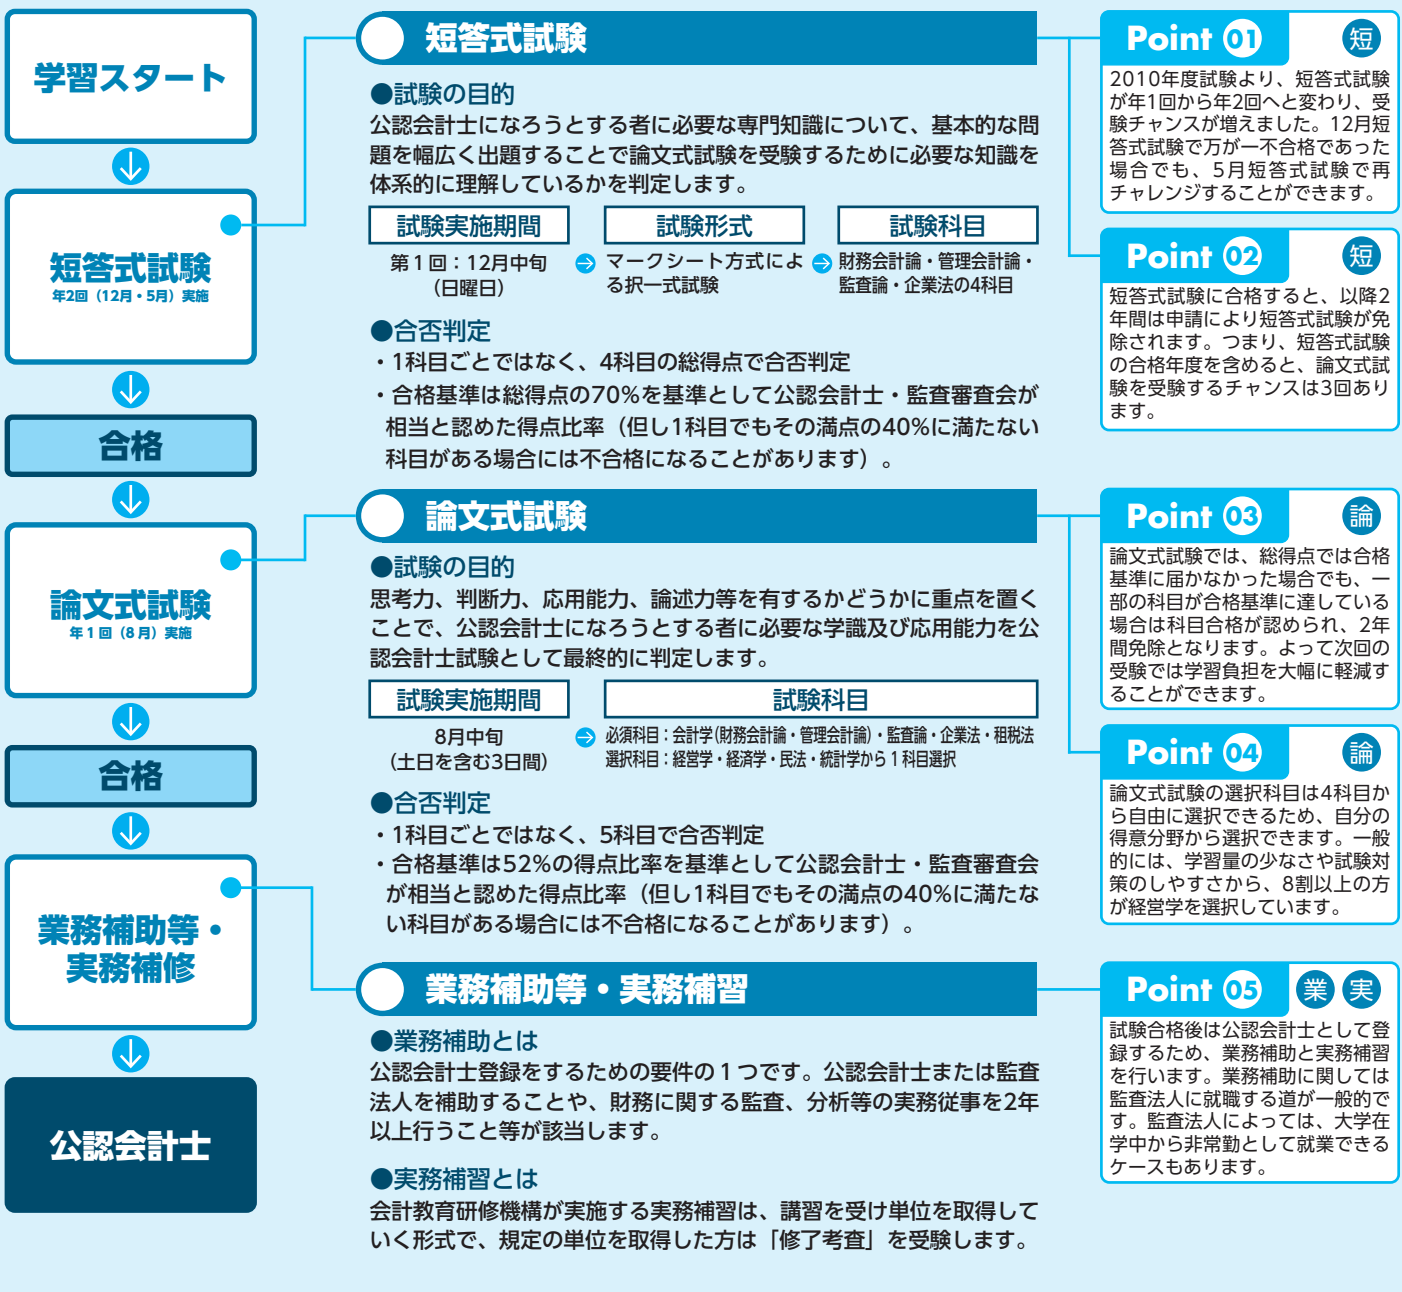 学習スタート
短答式試験
年2回（12月・5月）実施
合格
論文式試験
年１回（８月）実施
合格
業務補助等・
実務補修
公認会計士
短答式試験
●試験の目的
公認会計士になろうとする者に必要な専門知識について、基本的な問
題を幅広く出題することで論文式試験を受験するために必要な知識を
体系的に理解しているかを判定します。
試験実施期間
第１回：12月中旬
（日曜日）
試験形式
マークシート方式によ
る択一式試験
試験科目
財務会計論・管理会計論・
監査論・企業法の4科目
●合否判定
・1科目ごとではなく、4科目の総得点で合否判定
・合格基準は総得点の70%を基準として公認会計士・監査審査会が
相当と認めた得点比率（但し1科目でもその満点の40%に満たない
科目がある場合には不合格になることがあります）。
Point 01 短
2010年度試験より、短答式試験
が年1回から年2回へと変わり、受
験チャンスが増えました。12月短
答式試験で万が一不合格であった
場合でも、5月短答式試験で再
チャレンジすることができます。
Point 02 短
短答式試験に合格すると、以降2
年間は申請により短答式試験が免
除されます。つまり、短答式試験
の合格年度を含めると、論文式試
験を受験するチャンスは3回あり
ます。
論文式試験
●試験の目的
思考力、判断力、応用能力、論述力等を有するかどうかに重点を置く
ことで、公認会計士になろうとする者に必要な学識及び応用能力を公
認会計士試験として最終的に判定します。
試験実施期間
8月中旬
（土日を含む3日間）
試験科目
必須科目：会計学（財務会計論・管理会計論）・監査論・企業法・租税法
選択科目：経営学・経済学・民法・統計学から１科目選択
●合否判定
・1科目ごとではなく、5科目で合否判定
・合格基準は52%の得点比率を基準として公認会計士・監査審査会
が相当と認めた得点比率（但し1科目でもその満点の40%に満たな
い科目がある場合には不合格になることがあります）。
Point 03 論
論文式試験では、総得点では合格
基準に届かなかった場合でも、一
部の科目が合格基準に達している
場合は科目合格が認められ、2年
間免除となります。よって次回の
受験では学習負担を大幅に軽減す
ることができます。
Point 04 論
論文式試験の選択科目は4科目か
ら自由に選択できるため、自分の
得意分野から選択できます。一般
的には、学習量の少なさや試験対
策のしやすさから、8割以上の方
が経営学を選択しています。
業務補助等・実務補習
●業務補助とは
公認会計士登録をするための要件の１つです。公認会計士または監査
法人を補助することや、財務に関する監査、分析等の実務従事を2年
以上行うこと等が該当します。
●実務補習とは
会計教育研修機構が実施する実務補習は、講習を受け単位を取得して
いく形式で、規定の単位を取得した方は「修了考査」を受験します。
Point 05 業 実
試験合格後は公認会計士として登
録するため、業務補助と実務補習
を行います。業務補助に関しては
監査法人に就職する道が一般的で
す。監査法人によっては、大学在
学中から非常勤として就業できる
ケースもあります。